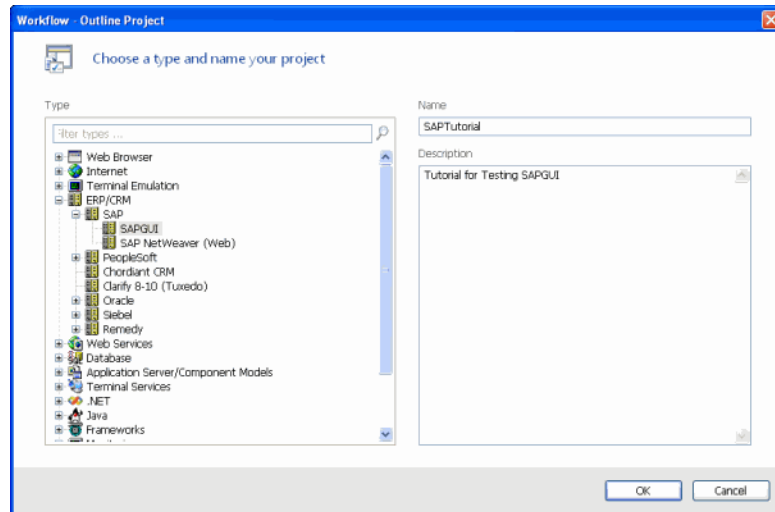 Workflow - Outline Project
Choose a type and name your project
Type
Filter types ...
Web Browser
Internet
Terminal Emulation
ERP/CRM
SAP
SAPGUI
SAP NetWeaver (Web)
PeopleSoft
Chordiant CRM
Clarify 8-10 (Tuxedo)
Oracle
Siebel
Remedy
Web Services
Database
Application Server/Component Models
Terminal Services
.NET
Java
Frameworks
Name
SAPTutorial
Description
Tutorial for Testing SAPGUI
OK Cancel